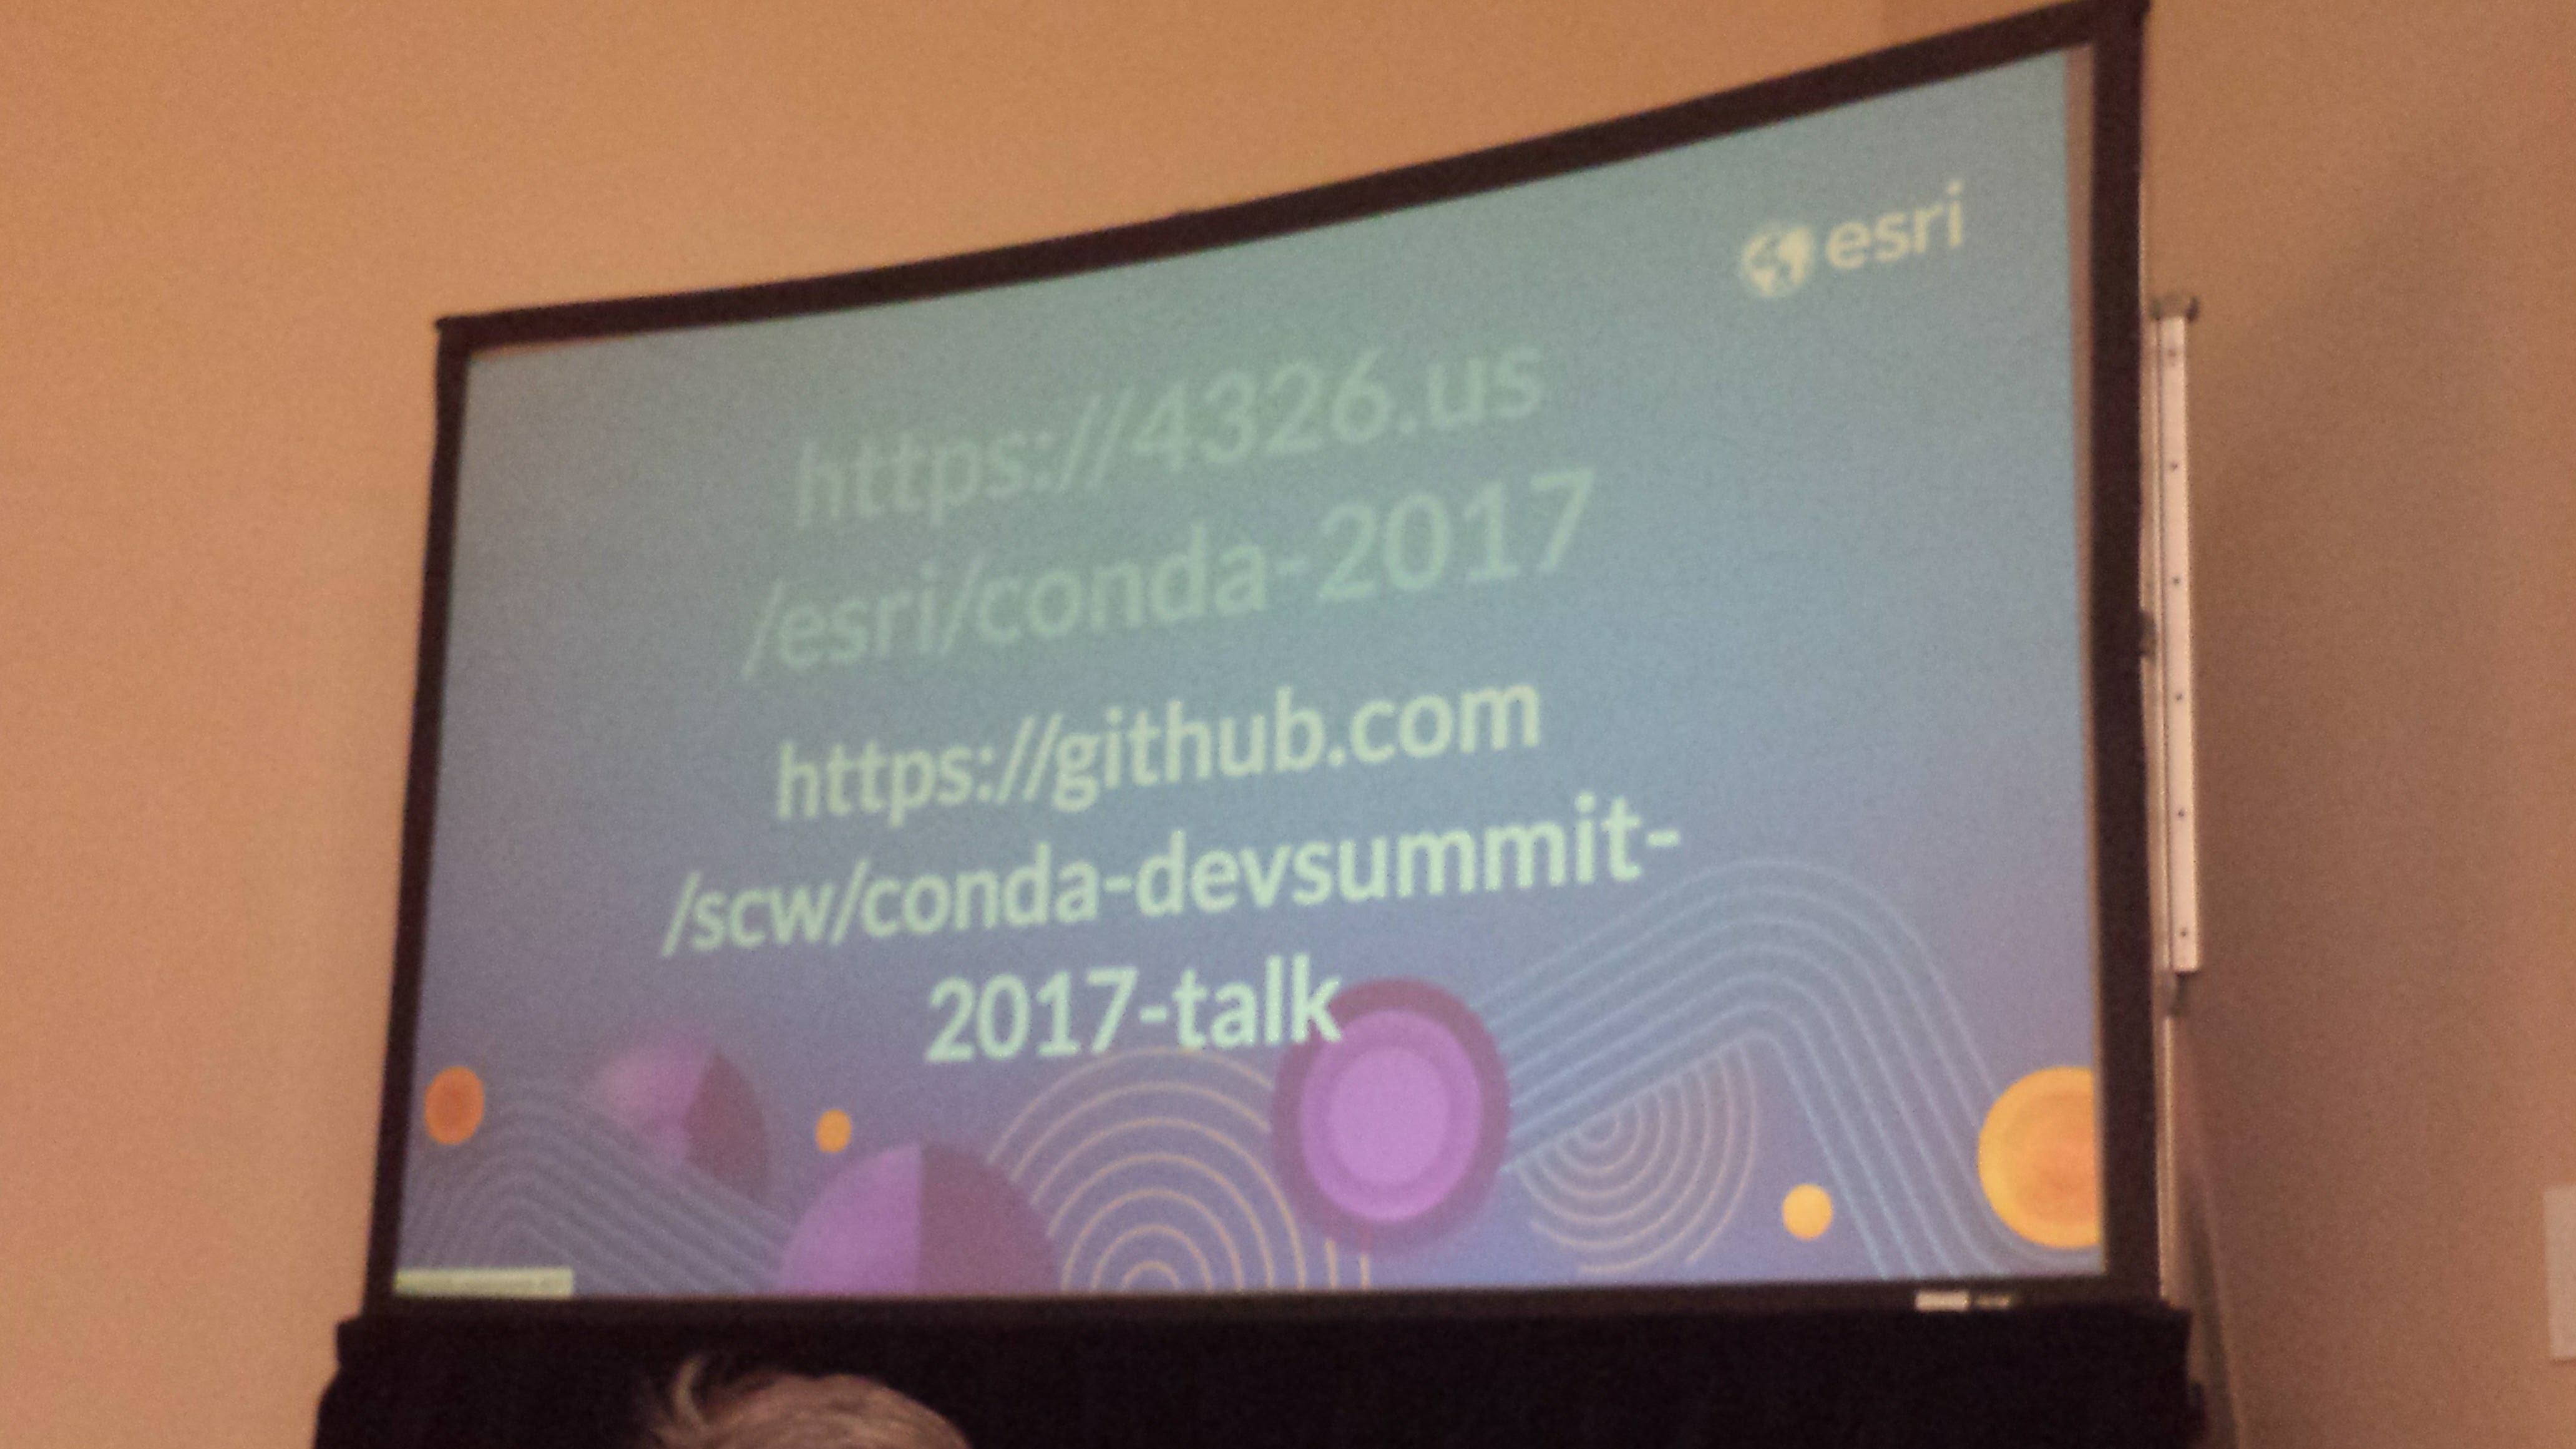 esri
https://4326.us
/esri/conda-2017
https://github.com
/scw/conda-devsummit-
2017-talk